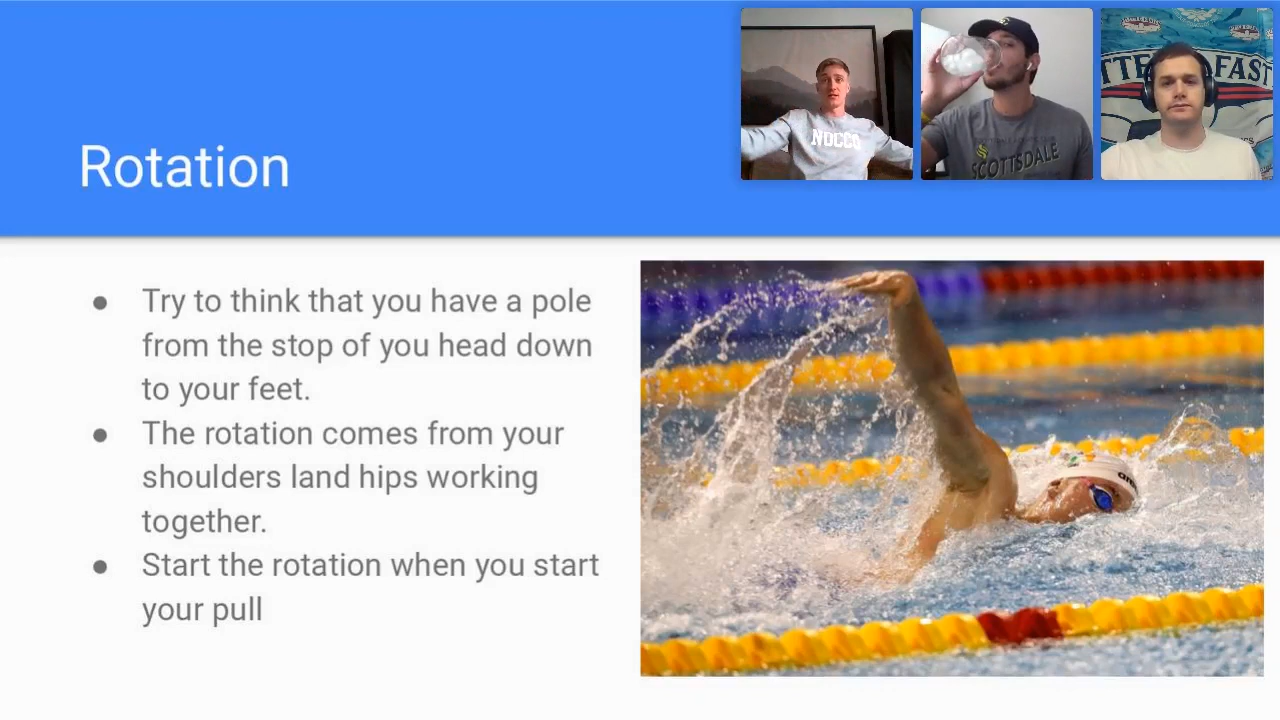 NOCCO
SCOTTSDALE
FAST
Rotation
● Try to think that you have a pole
from the stop of you head down
to your feet.
● The rotation comes from your
shoulders land hips working
together.
● Start the rotation when you start
your pull